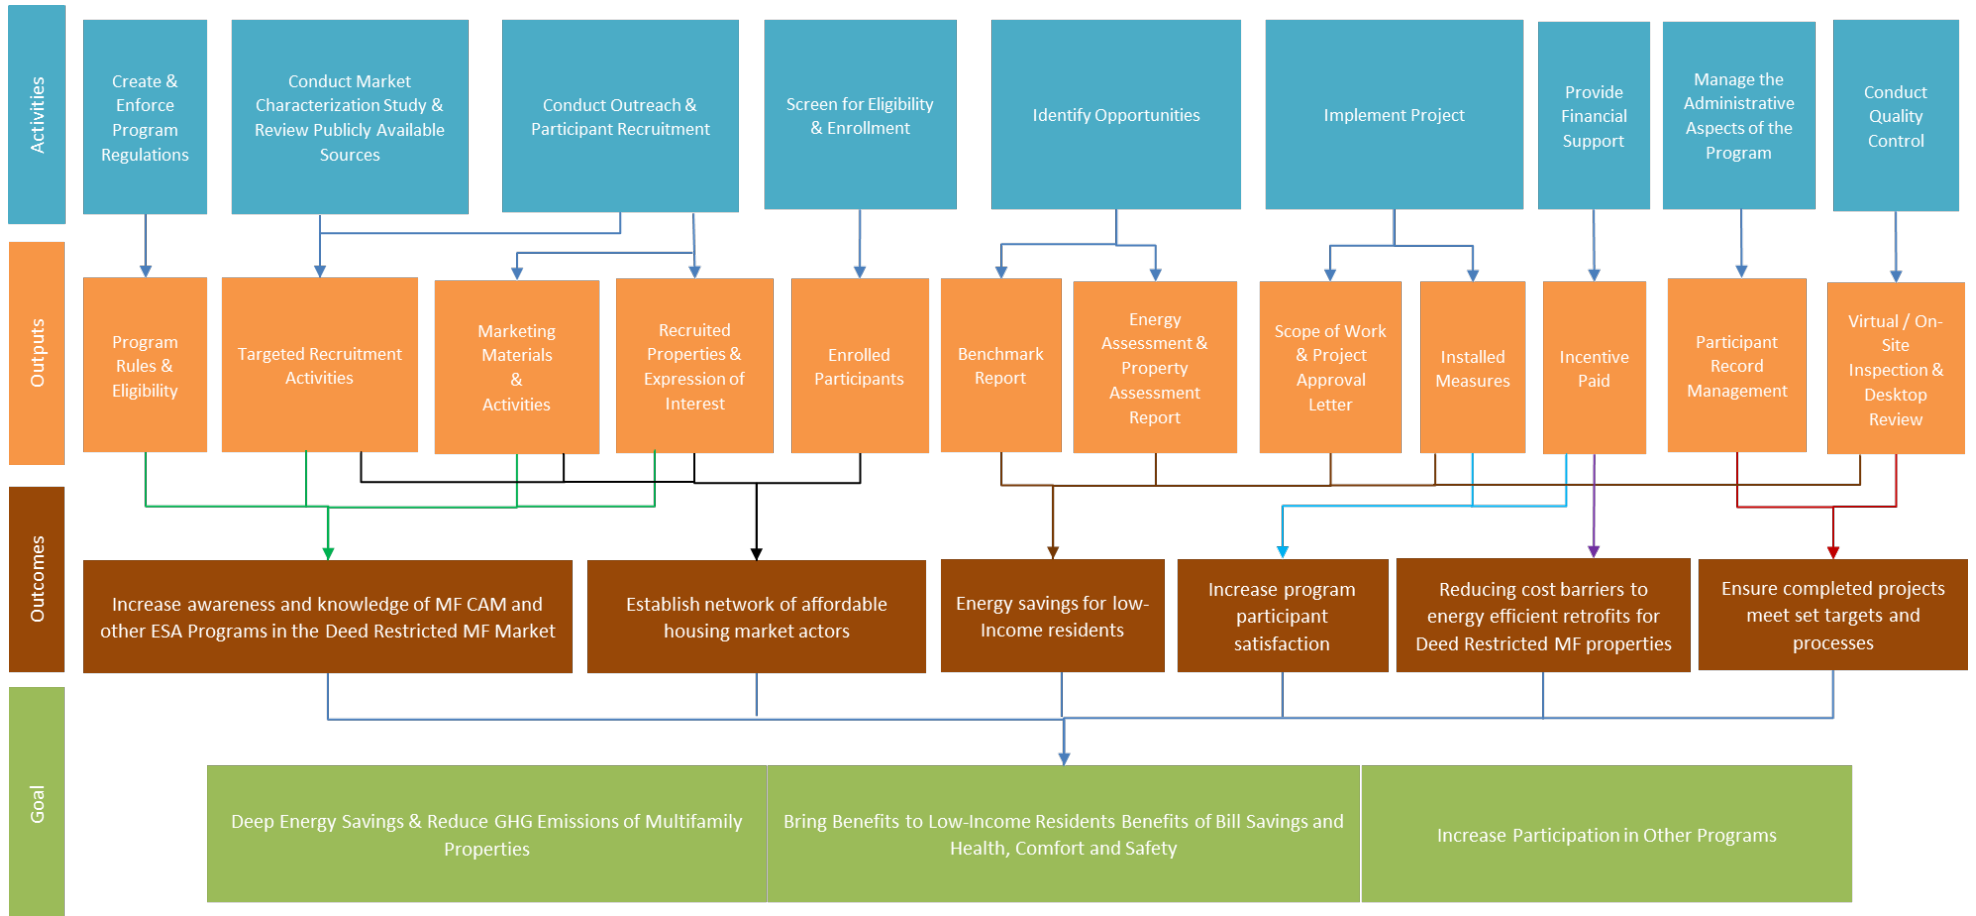 Activities
Create &
Enforce
Program
Regulations
Conduct Market
Characterization Study &
Review Publicly Available
Sources
Conduct Outreach &
Participant Recruitment
Screen for Eligibility
& Enrollment
Identify Opportunities
Implement Project
Provide
Financial
Support
Manage the
Administrative
Aspects of the
Program
Conduct
Quality
Control
Outputs
Program
Rules &
Eligibility
Targeted Recruitment
Activities
Marketing
Materials
&
Activities
Recruited
Properties &
Expression of
Interest
Enrolled
Participants
Benchmark
Report
Energy
Assessment &
Property
Assessment
Report
Scope of Work
& Project
Approval
Letter
Installed
Measures
Incentive
Paid
Participant
Record
Management
Virtual / On-
Site
Inspection &
Desktop
Review
Outcomes
Increase awareness and knowledge of MF CAM and
other ESA Programs in the Deed Restricted MF Market
Establish network of affordable
housing market actors
Energy savings for low-
Income residents
Increase program
participant
satisfaction
Reducing cost barriers to
energy efficient retrofits for
Deed Restricted MF properties
Ensure completed projects
meet set targets and
processes
Goal
Deep Energy Savings & Reduce GHG Emissions of Multifamily
Properties
Bring Benefits to Low-Income Residents Benefits of Bill Savings and
Health, Comfort and Safety
Increase Participation in Other Programs